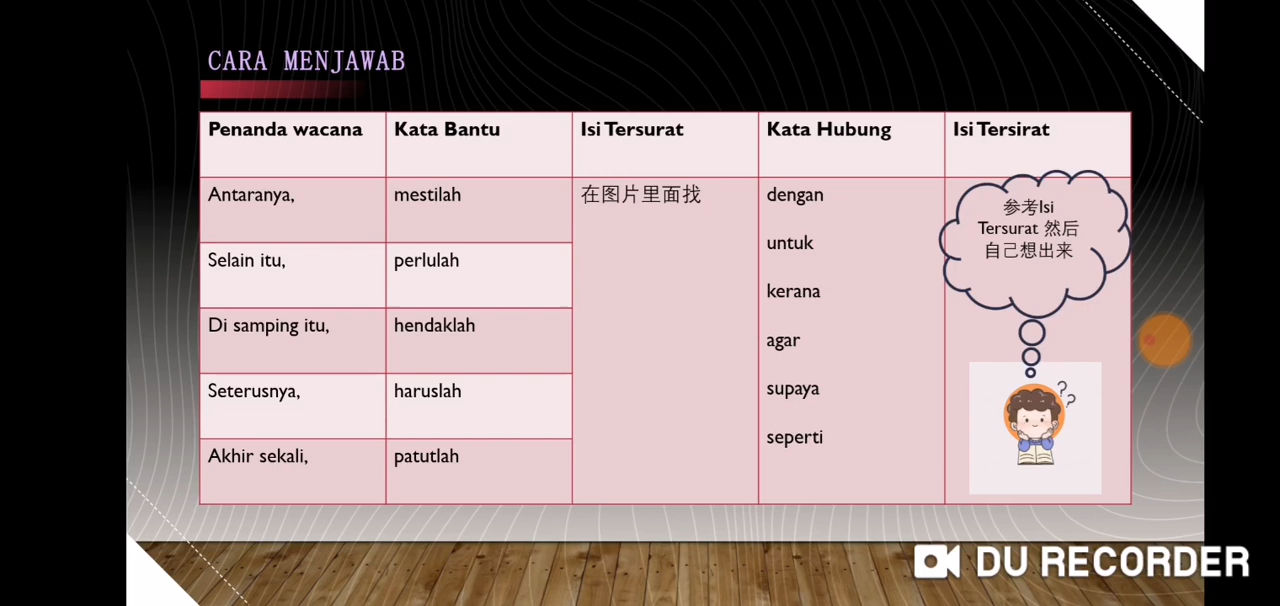 CARA MENJAWAB
Penanda wacana
Kata Bantu
Isi Tersurat
Kata Hubung
Isi Tersirat
Antaranya,
mestilah
在图片里面找
dengan
参考Isi
Tersurat 然后
自己想出来
untuk
Selain itu,
perlulah
kerana
Di samping itu,
hendaklah
agar
Seterusnya,
haruslah
supaya
seperti
Akhir sekali,
patutlah
??
DU RECORDER